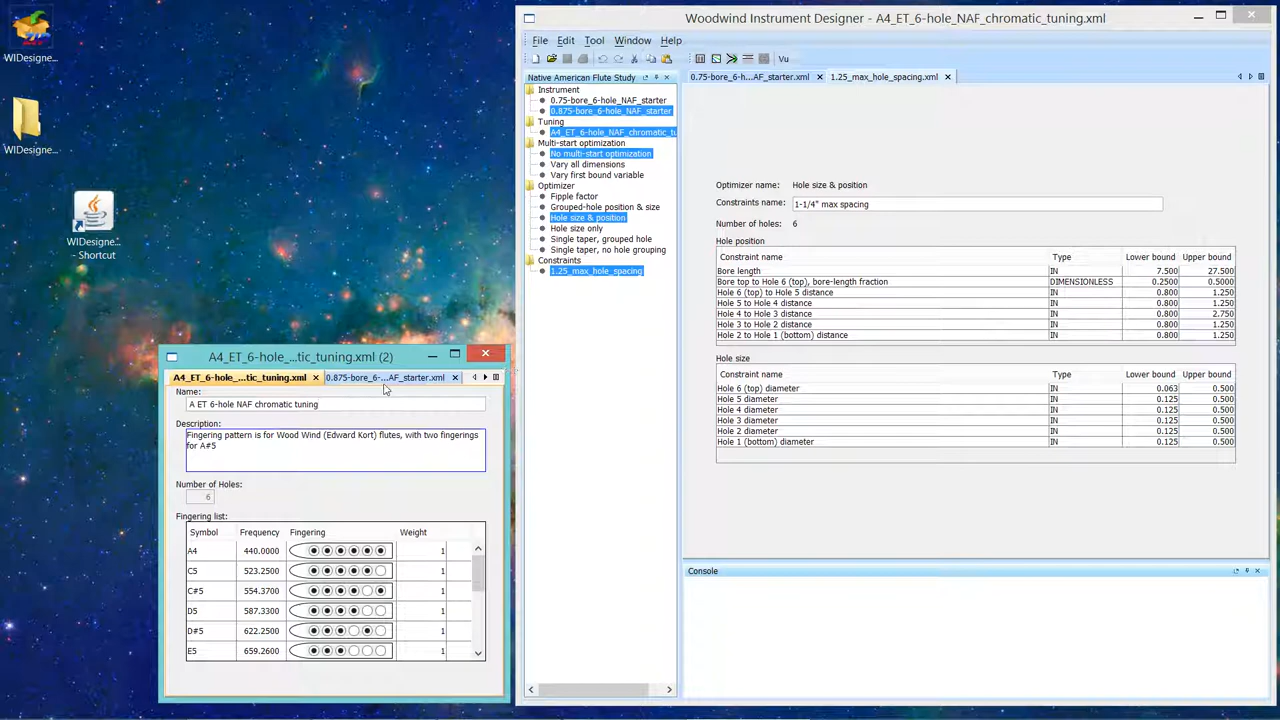 WIDesigne...
WIDesigne...
WIDesigne...
- Shortcut
Woodwind Instrument Designer - A4_ET_6-hole_NAF_chromatic_tuning.xml
File Edit Tool Window Help
Vu
Native American Flute Study
Instrument
0.75-bore_6-hole_NAF_starter
0.875-bore_6-hole_NAF_starter
Tuning
A4_ET_6-hole_NAF_chromatic_tu
Multi-start optimization
No multi-start optimization
Vary all dimensions
Vary first bound variable
Optimizer
Fipple factor
Grouped-hole position & size
Hole size & position
Hole size only
Single taper, grouped hole
Single taper, no hole grouping
Constraints
1.25_max_hole_spacing
0.75-bore_6-h...AF_starter.xml
1.25_max_hole_spacing.xml
Optimizer name: Hole size & position
Constraints name: 1-1/4" max spacing
Number of holes: 6
Hole position
Constraint name Type Lower bound Upper bound
Bore length IN 7.500 27.500
Bore top to Hole 6 (top), bore-length fraction DIMENSIONLESS 0.2500 0.5000
Hole 6 (top) to Hole 5 distance IN 0.800 1.250
Hole 5 to Hole 4 distance IN 0.800 1.250
Hole 4 to Hole 3 distance IN 0.800 2.750
Hole 3 to Hole 2 distance IN 0.800 1.250
Hole 2 to Hole 1 (bottom) distance IN 0.800 1.250
Hole size
Constraint name Type Lower bound Upper bound
Hole 6 (top) diameter IN 0.063 0.500
Hole 5 diameter IN 0.125 0.500
Hole 4 diameter IN 0.125 0.500
Hole 3 diameter IN 0.125 0.500
Hole 2 diameter IN 0.125 0.500
Hole 1 (bottom) diameter IN 0.125 0.500
Console
A4_ET_6-hole_...tic_tuning.xml (2)
A4_ET_6-hole_...tic_tuning.xml
0.875-bore_6-...AF_starter.xml
Name:
A ET 6-hole NAF chromatic tuning
Description:
Fingering pattern is for Wood Wind (Edward Kort) flutes, with two fingerings
for A#5
Number of Holes:
6
Fingering list:
Symbol Frequency Fingering Weight
A4 440.0000 1
C5 523.2500 1
C#5 554.3700 1
D5 587.3300 1
D#5 622.2500 1
E5 659.2600 1